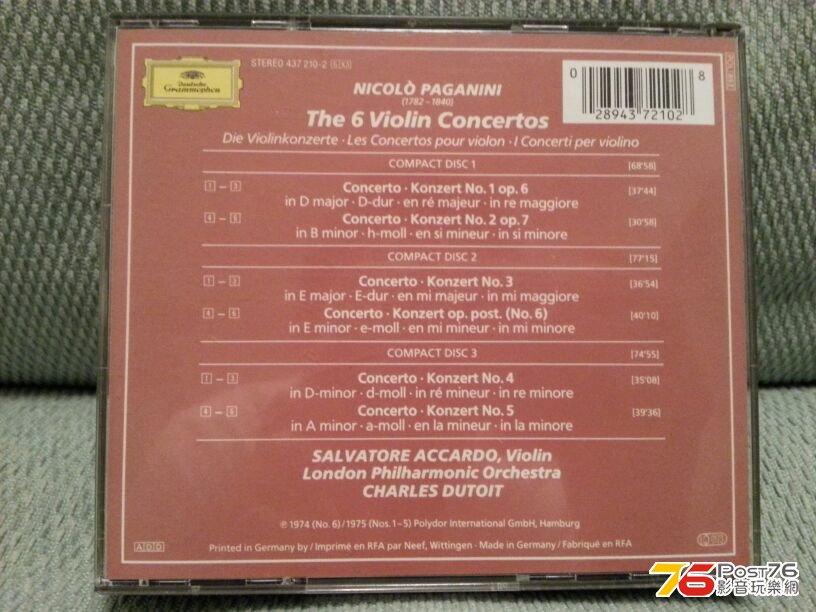 Deutsche
Grammophon
STEREO 437 210-2
NICOLÒ PAGANINI
(1782-1840)
The 6 Violin Concertos
Die Violinkonzerte · Les Concertos pour violon · I Concerti per violino
0 28943 72102 8
COMPACT DISC 1 [68'58]
1 - 3 Concerto · Konzert No. 1 op. 6 [37'44]
in D major · D-dur · en ré majeur · in re maggiore
4 - 6 Concerto · Konzert No. 2 op. 7 [30'58]
in B minor · h-moll · en si mineur · in si minore
COMPACT DISC 2 [77'15]
1 - 3 Concerto · Konzert No. 3 [36'54]
in E major · E-dur · en mi majeur · in mi maggiore
4 - 6 Concerto · Konzert op. post. (No. 6) [40'10]
in E minor · e-moll · en mi mineur · in mi minore
COMPACT DISC 3 [74'55]
1 - 3 Concerto · Konzert No. 4 [35'08]
in D-minor · d-moll · in ré mineur · in re minore
4 - 6 Concerto · Konzert No. 5 [39'36]
in A minor · a-moll · en la mineur · in la minore
SALVATORE ACCARDO, Violin
London Philharmonic Orchestra
CHARLES DUTOIT
℗ 1974 (No. 6) / 1975 (Nos. 1-5) Polydor International GmbH, Hamburg
ADD
Printed in Germany by / Imprimé en RFA par Neef, Wittingen · Made in Germany / Fabriqué en RFA
76 Post76
影音玩樂網